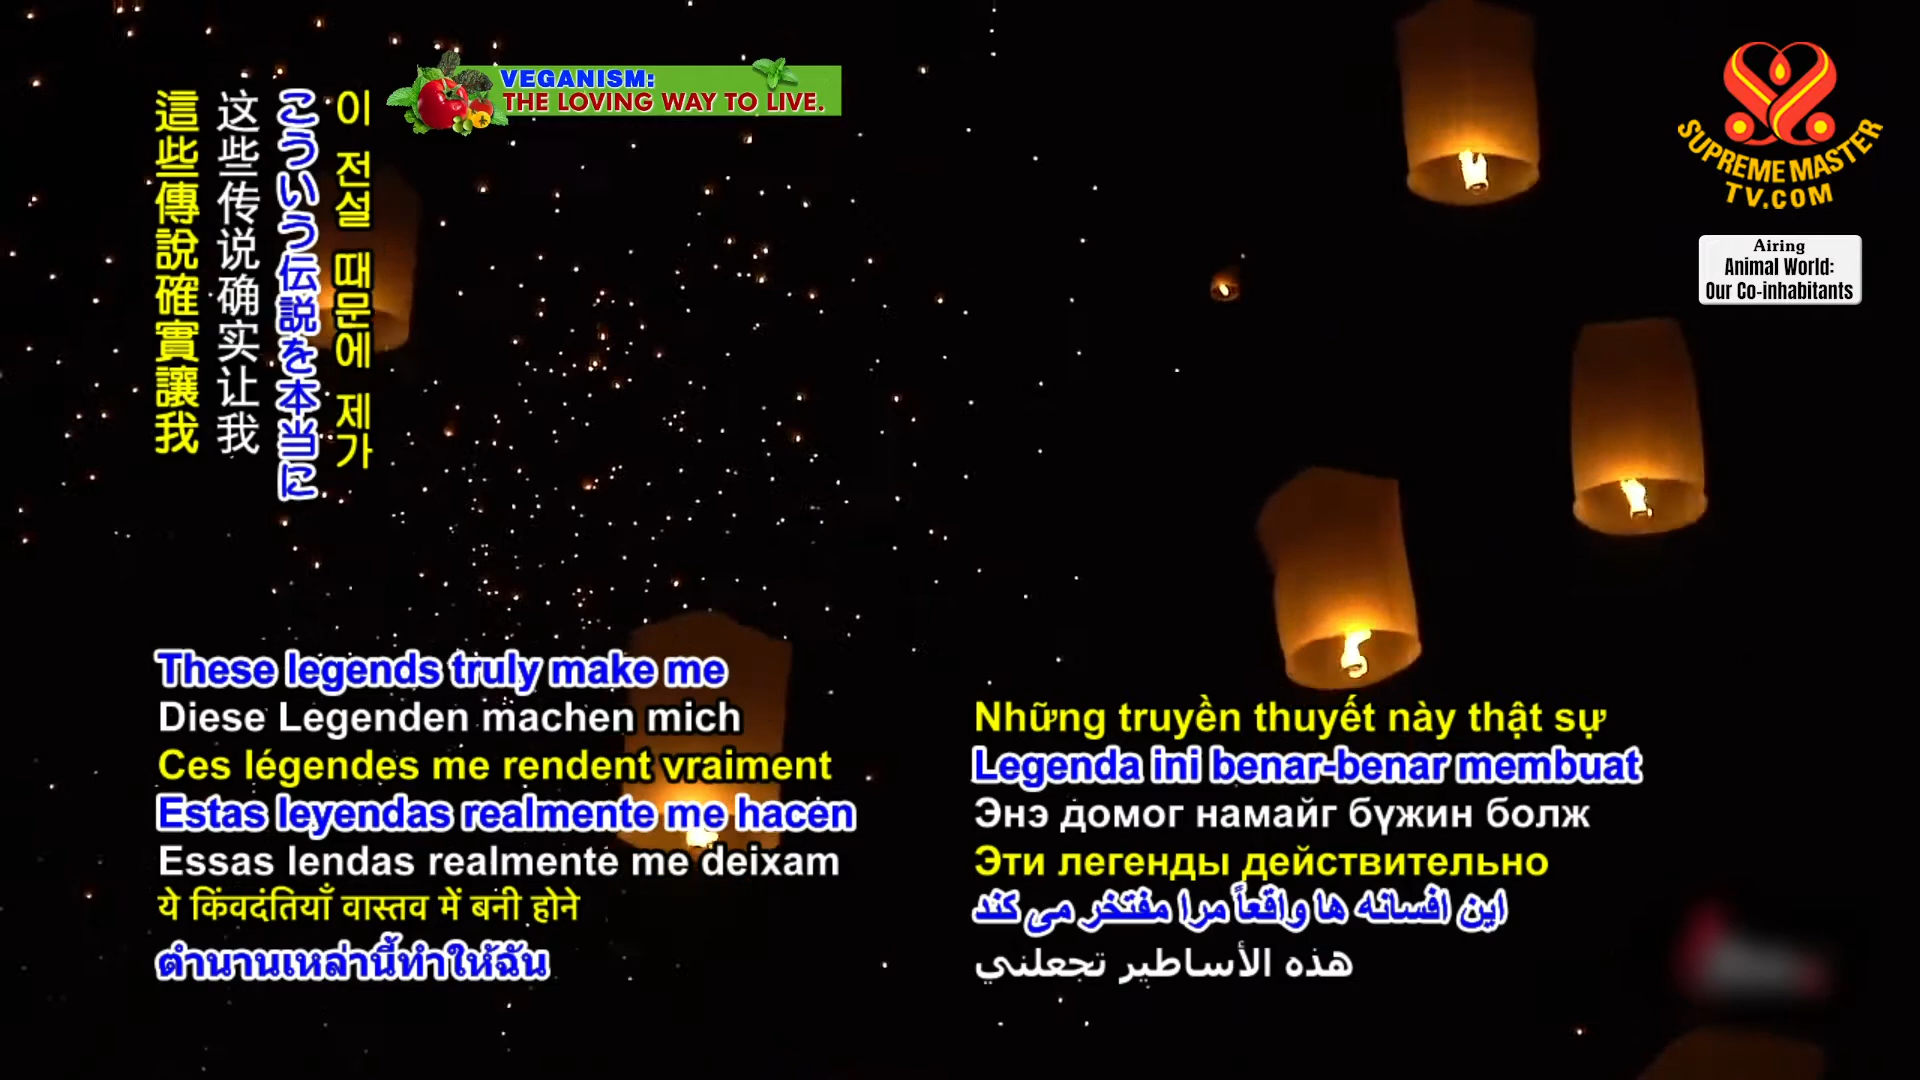 VEGANISM:
THE LOVING WAY TO LIVE.
SUPREME MASTER
TV.COM
Airing
Animal World:
Our Co-inhabitants
이 전설 때문에 제가
こういう伝説を本当に
这些传说确实让我
這些傳說確實讓我
These legends truly make me
Diese Legenden machen mich
Ces légendes me rendent vraiment
Estas leyendas realmente me hacen
Essas lendas realmente me deixam
ये किंवदंतियाँ वास्तव में बनी होने
ตำนานเหล่านี้ทำให้ฉัน
Những truyền thuyết này thật sự
Legenda ini benar-benar membuat
Энэ домог намайг бүжин болж
Эти легенды действительно
این افسانه ها واقعاً مرا مفتخر می کند
هذه الأساطير تجعلني